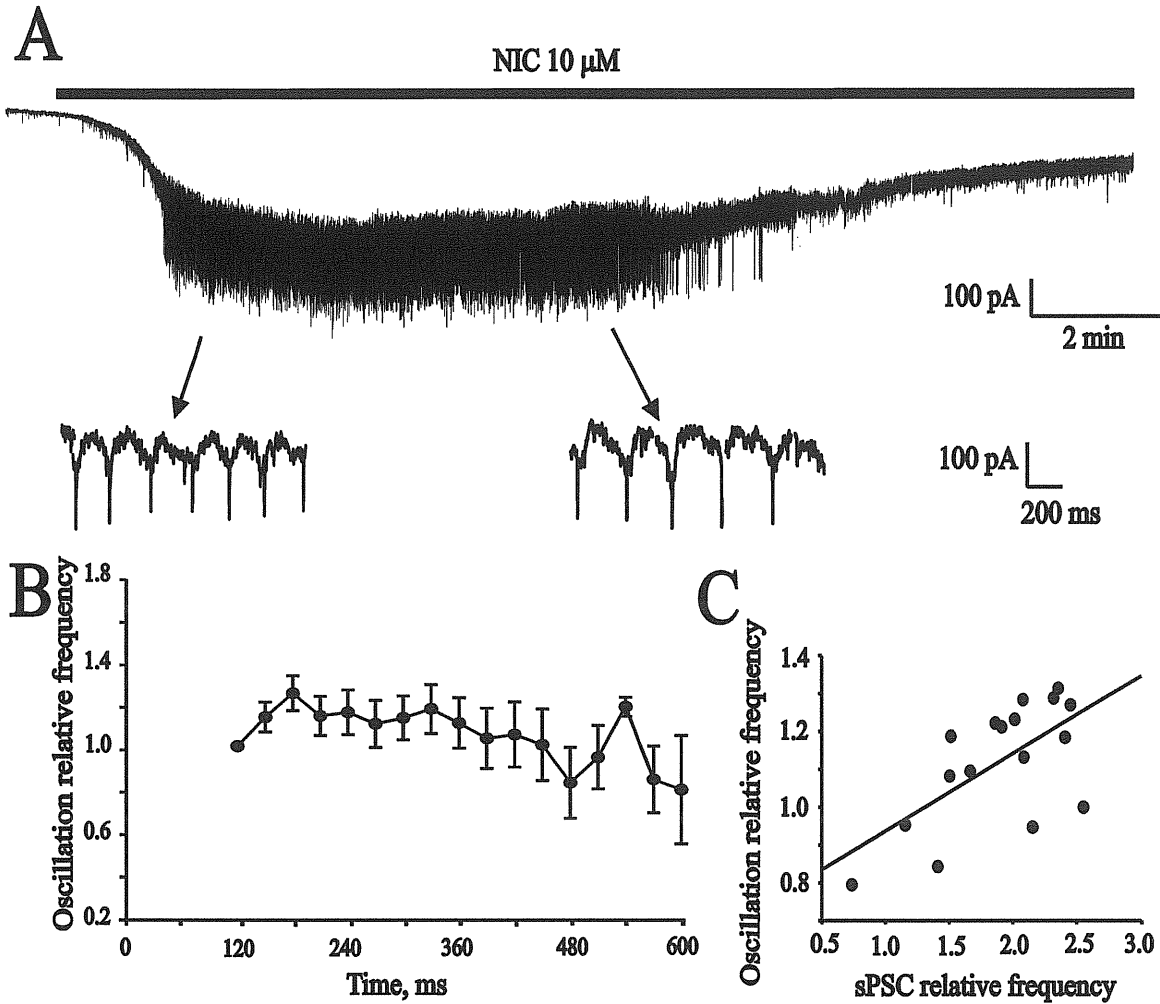 A
NIC 10 µM
100 pA
2 min
100 pA
200 ms
B
Oscillation relative frequency
1.8
1.4
1.0
0.6
0.2
0
120
240
360
480
600
Time, ms
C
Oscillation relative frequency
1.4
1.2
1.0
0.8
0.5
1.0
1.5
2.0
2.5
3.0
sPSC relative frequency